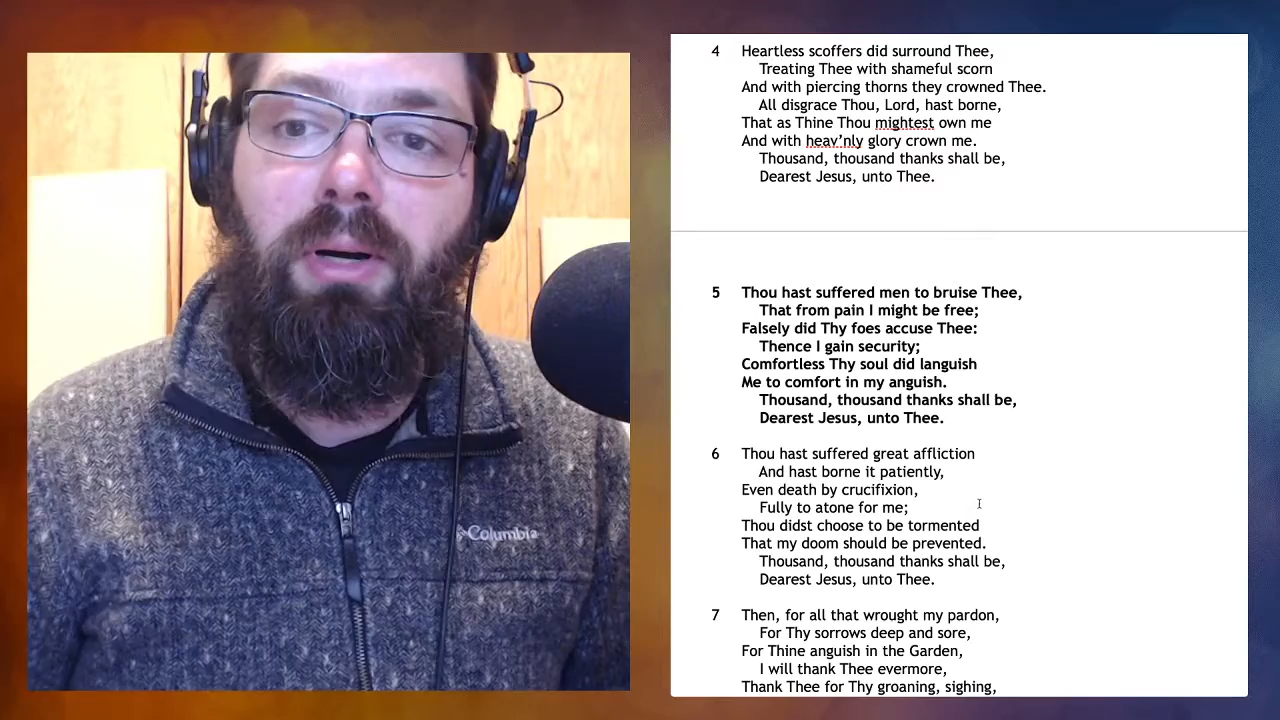 Columbia
4 Heartless scoffers did surround Thee,
Treating Thee with shameful scorn
And with piercing thorns they crowned Thee.
All disgrace Thou, Lord, hast borne,
That as Thine Thou mightest own me
And with heav’nly glory crown me.
Thousand, thousand thanks shall be,
Dearest Jesus, unto Thee.
5 Thou hast suffered men to bruise Thee,
That from pain I might be free;
Falsely did Thy foes accuse Thee:
Thence I gain security;
Comfortless Thy soul did languish
Me to comfort in my anguish.
Thousand, thousand thanks shall be,
Dearest Jesus, unto Thee.
6 Thou hast suffered great affliction
And hast borne it patiently,
Even death by crucifixion,
Fully to atone for me;
Thou didst choose to be tormented
That my doom should be prevented.
Thousand, thousand thanks shall be,
Dearest Jesus, unto Thee.
7 Then, for all that wrought my pardon,
For Thy sorrows deep and sore,
For Thine anguish in the Garden,
I will thank Thee evermore,
Thank Thee for Thy groaning, sighing,